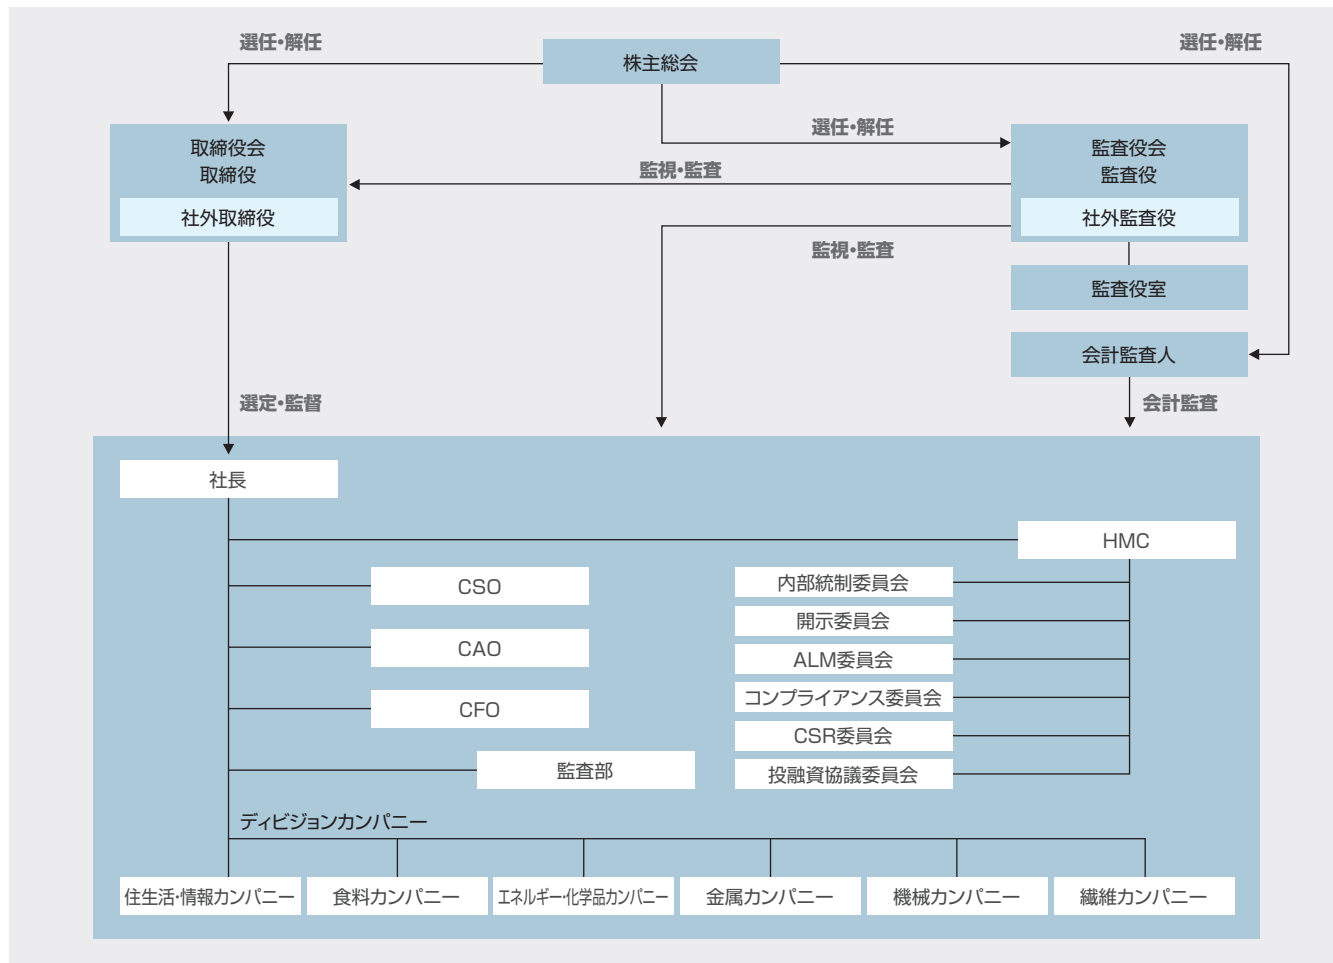 選任・解任
株主総会
選任・解任
取締役会
取締役
社外取締役
選任・解任
監視・監査
監査役会
監査役
社外監査役
監視・監査
監査役室
会計監査人
選定・監督
会計監査
社長
HMC
CSO
CAO
CFO
監査部
内部統制委員会
開示委員会
ALM委員会
コンプライアンス委員会
CSR委員会
投融資協議委員会
ディビジョンカンパニー
住生活・情報カンパニー
食料カンパニー
エネルギー・化学品カンパニー
金属カンパニー
機械カンパニー
繊維カンパニー